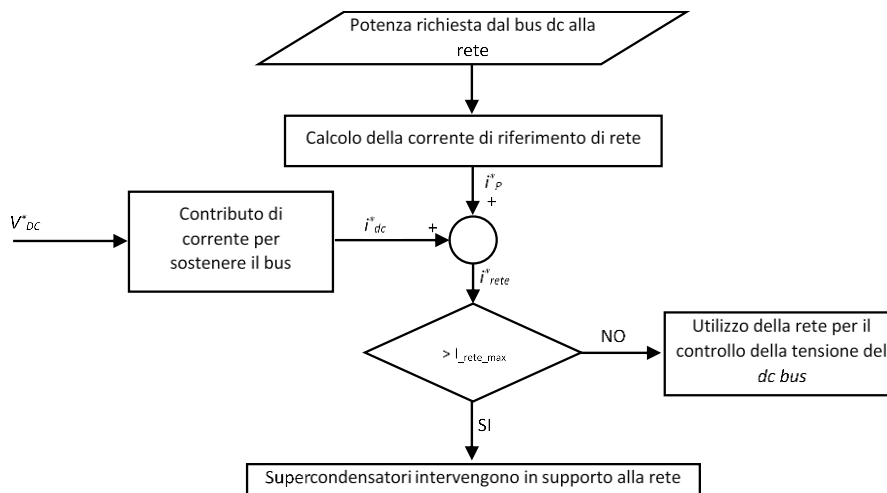 Potenza richiesta dal bus dc alla
rete
Calcolo della corrente di riferimento di rete
i*P
+
V*DC
Contributo di
corrente per
sostenere il bus
i*dc
+
i*rete
> I_rete_max
NO
Utilizzo della rete per il
controllo della tensione del
dc bus
SI
Supercondensatori intervengono in supporto alla rete